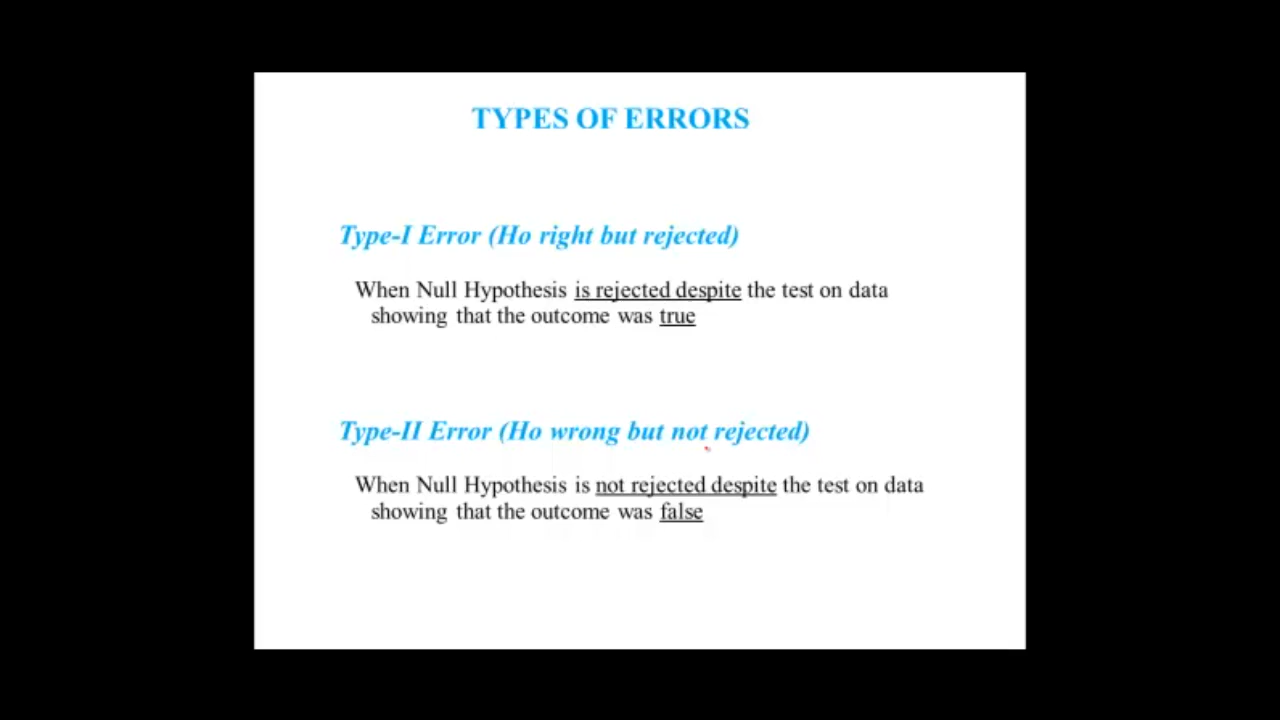 TYPES OF ERRORS
Type-I Error (Ho right but rejected)
When Null Hypothesis is rejected despite the test on data
showing that the outcome was true
Type-II Error (Ho wrong but not rejected)
When Null Hypothesis is not rejected despite the test on data
showing that the outcome was false